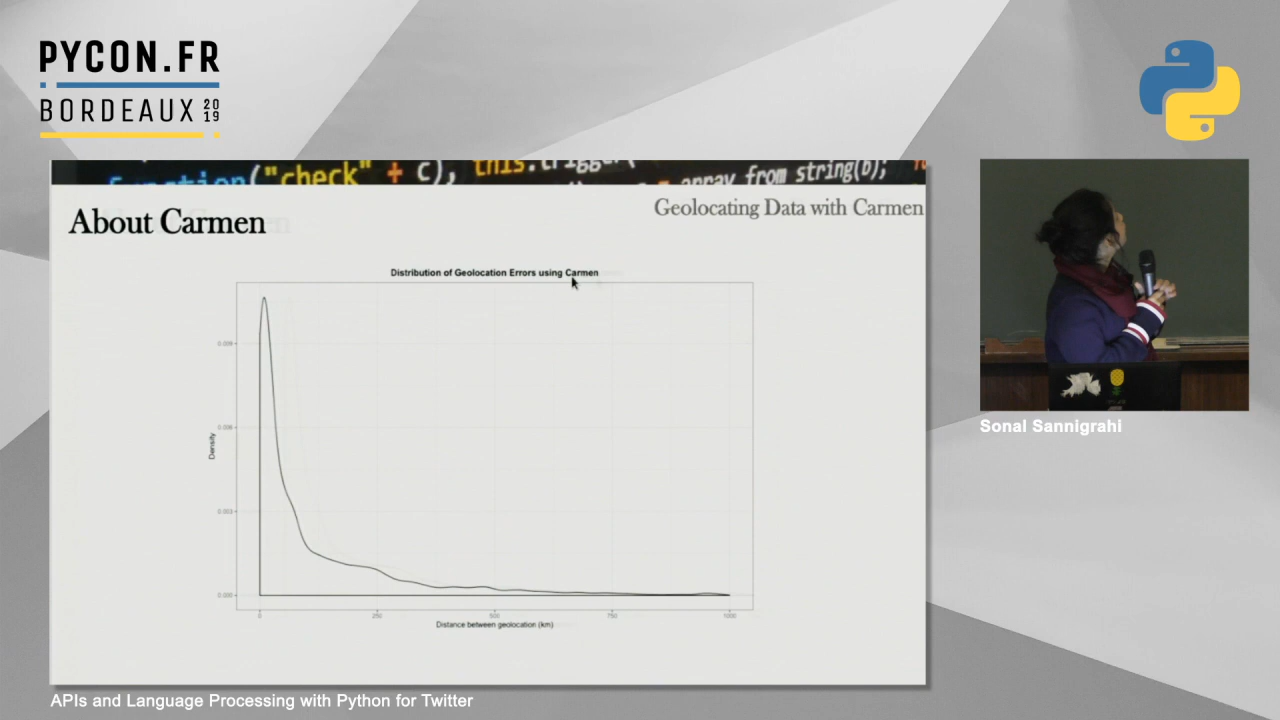 PYCON.FR
BORDEAUX 2019
function("check" + c), this.trigger(
array from string(b);
About Carmen
Geolocating Data with Carmen
Distribution of Geolocation Errors using Carmen
0.009
0.006
0.003
0.000
Density
0
250
500
750
1000
Distance between geolocation (km)
Sonal Sannigrahi
APIs and Language Processing with Python for Twitter